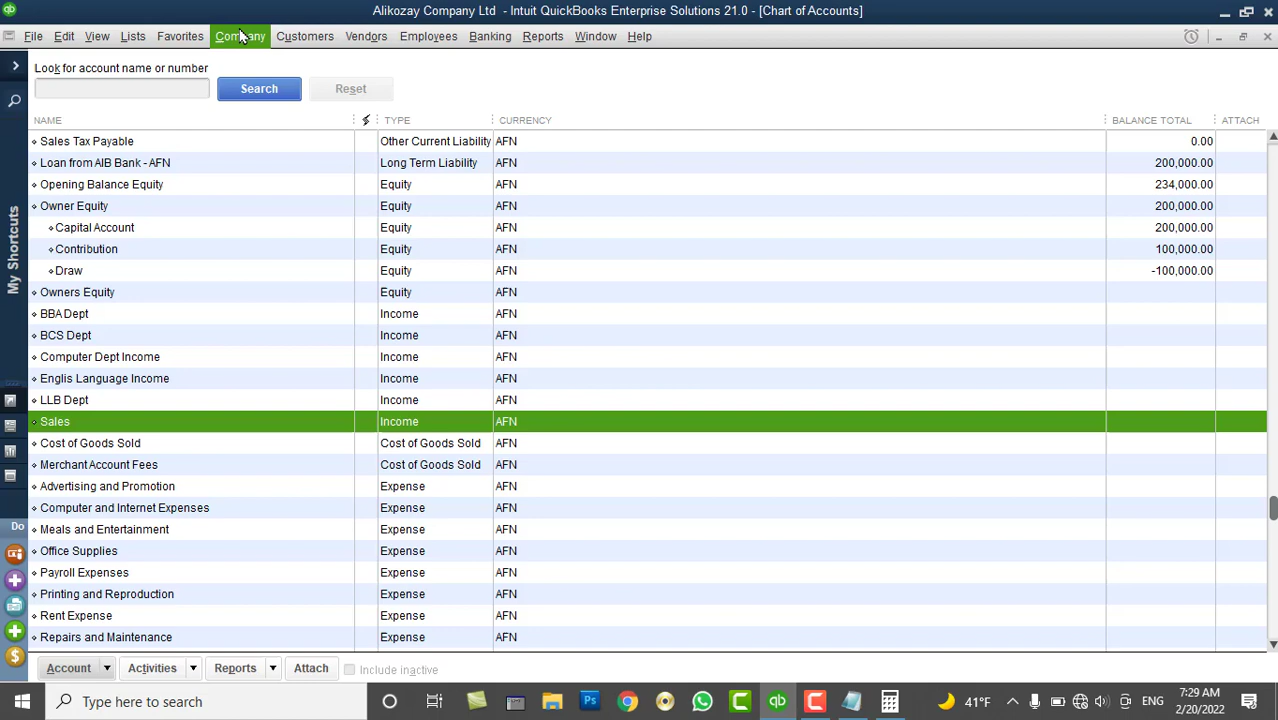 Alikozay Company Ltd - Intuit QuickBooks Enterprise Solutions 21.0 - [Chart of Accounts]
File Edit View Lists Favorites Company Customers Vendors Employees Banking Reports Window Help
Look for account name or number
Search Reset
NAME TYPE CURRENCY BALANCE TOTAL ATTACH
Sales Tax Payable Other Current Liability AFN 0.00
Loan from AIB Bank - AFN Long Term Liability AFN 200,000.00
Opening Balance Equity Equity AFN 234,000.00
Owner Equity Equity AFN 200,000.00
Capital Account Equity AFN 200,000.00
Contribution Equity AFN 100,000.00
Draw Equity AFN -100,000.00
Owners Equity Equity AFN
BBA Dept Income AFN
BCS Dept Income AFN
Computer Dept Income Income AFN
Englis Language Income Income AFN
LLB Dept Income AFN
Sales Income AFN
Cost of Goods Sold Cost of Goods Sold AFN
Merchant Account Fees Cost of Goods Sold AFN
Advertising and Promotion Expense AFN
Computer and Internet Expenses Expense AFN
Meals and Entertainment Expense AFN
Office Supplies Expense AFN
Payroll Expenses Expense AFN
Printing and Reproduction Expense AFN
Rent Expense Expense AFN
Repairs and Maintenance Expense AFN
My Shortcuts
Do
Account Activities Reports Attach Include inactive
Type here to search
41°F ENG 7:29 AM
2/20/2022